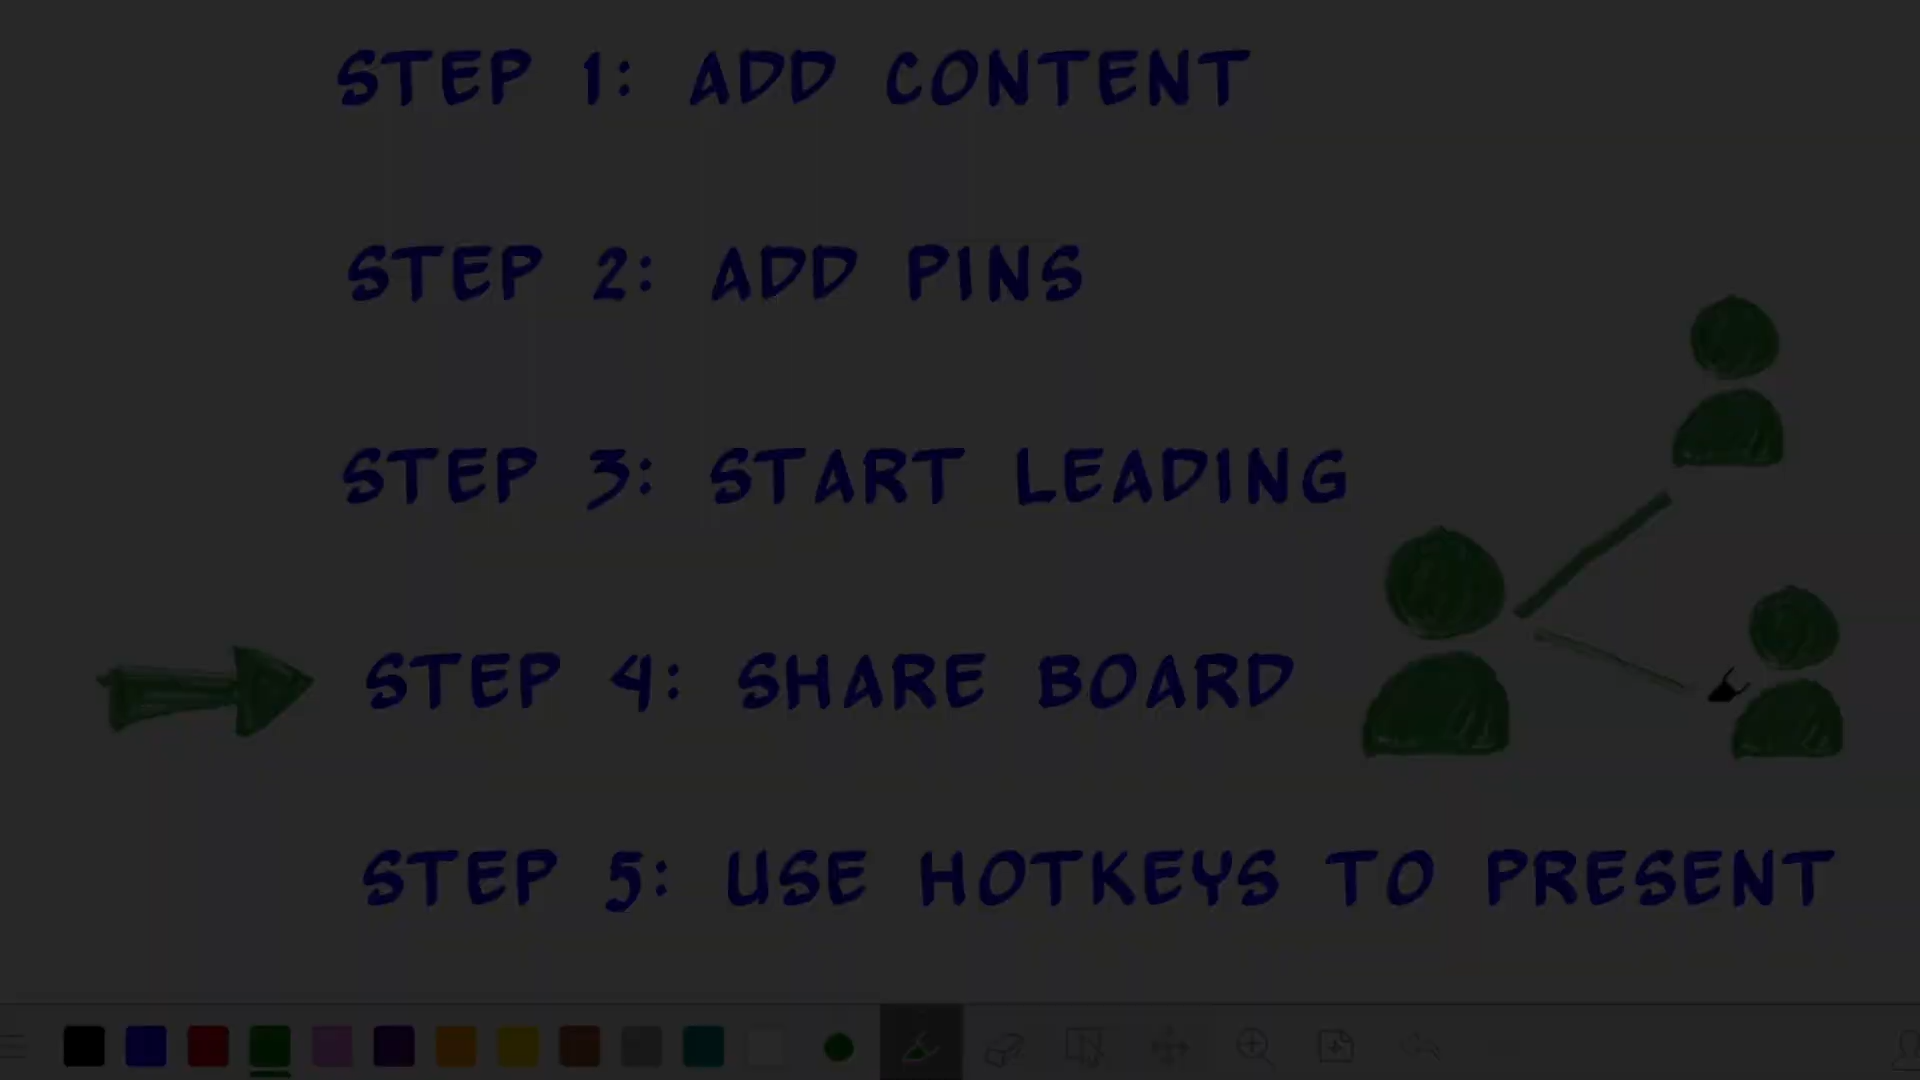 STEP 1: ADD CONTENT
STEP 2: ADD PINS
STEP 3: START LEADING
STEP 4: SHARE BOARD
STEP 5: USE HOTKEYS TO PRESENT